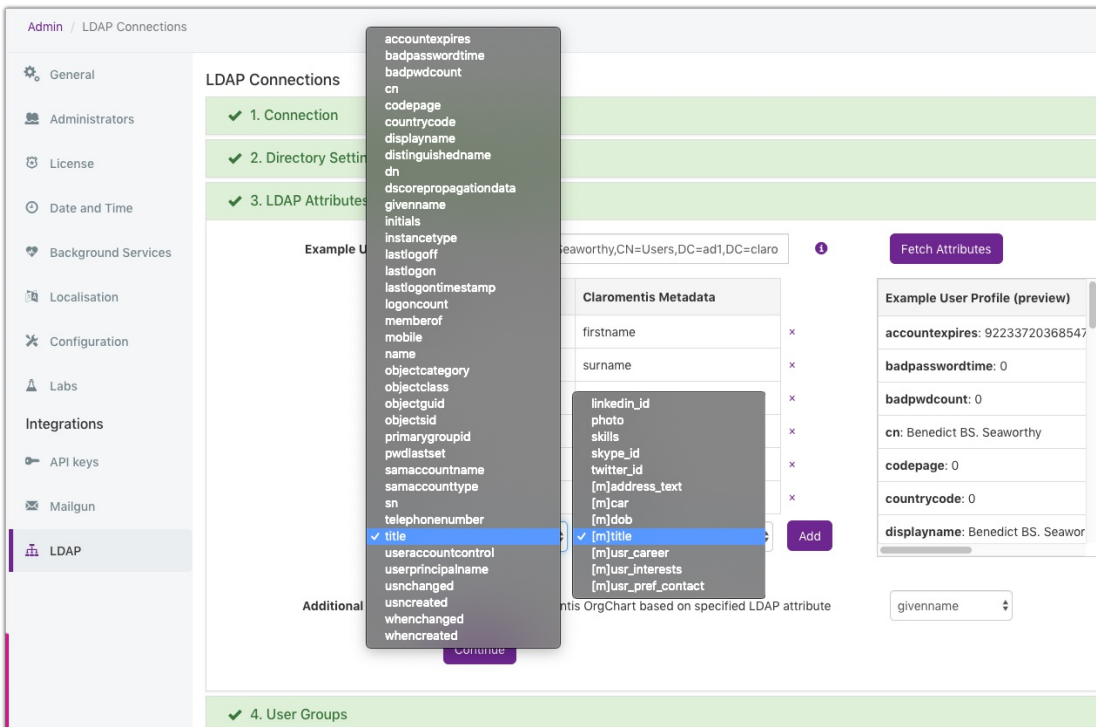 Admin / LDAP Connections
General
Administrators
License
Date and Time
Background Services
Localisation
Configuration
Labs
Integrations
API keys
Mailgun
LDAP
LDAP Connections
1. Connection
2. Directory Settin
3. LDAP Attributes
Example U
Seaworthy,CN=Users,DC=ad1,DC=claro
Fetch Attributes
accountexpires
badpasswordtime
badpwdcount
cn
codepage
countrycode
displayname
distinguishedname
dn
dscorepropagationdata
givenname
initials
instancetype
lastlogoff
lastlogon
lastlogontimestamp
logoncount
memberof
mobile
name
objectcategory
objectclass
objectguid
objectsid
primarygroupid
pwdlastset
samaccountname
samaccounttype
sn
telephonenumber
title
useraccountcontrol
userprincipalname
usnchanged
usncreated
whenchanged
whencreated
Claromentis Metadata
firstname ×
surname ×
×
×
×
×
linkedin_id
photo
skills
skype_id
twitter_id
[m]address_text
[m]car
[m]dob
[m]title
[m]usr_career
[m]usr_interests
[m]usr_pref_contact
Add
Example User Profile (preview)
accountexpires: 92233720368547
badpasswordtime: 0
badpwdcount: 0
cn: Benedict BS. Seaworthy
codepage: 0
countrycode: 0
displayname: Benedict BS. Seawor
Additional
ntis OrgChart based on specified LDAP attribute
givenname
Continue
4. User Groups